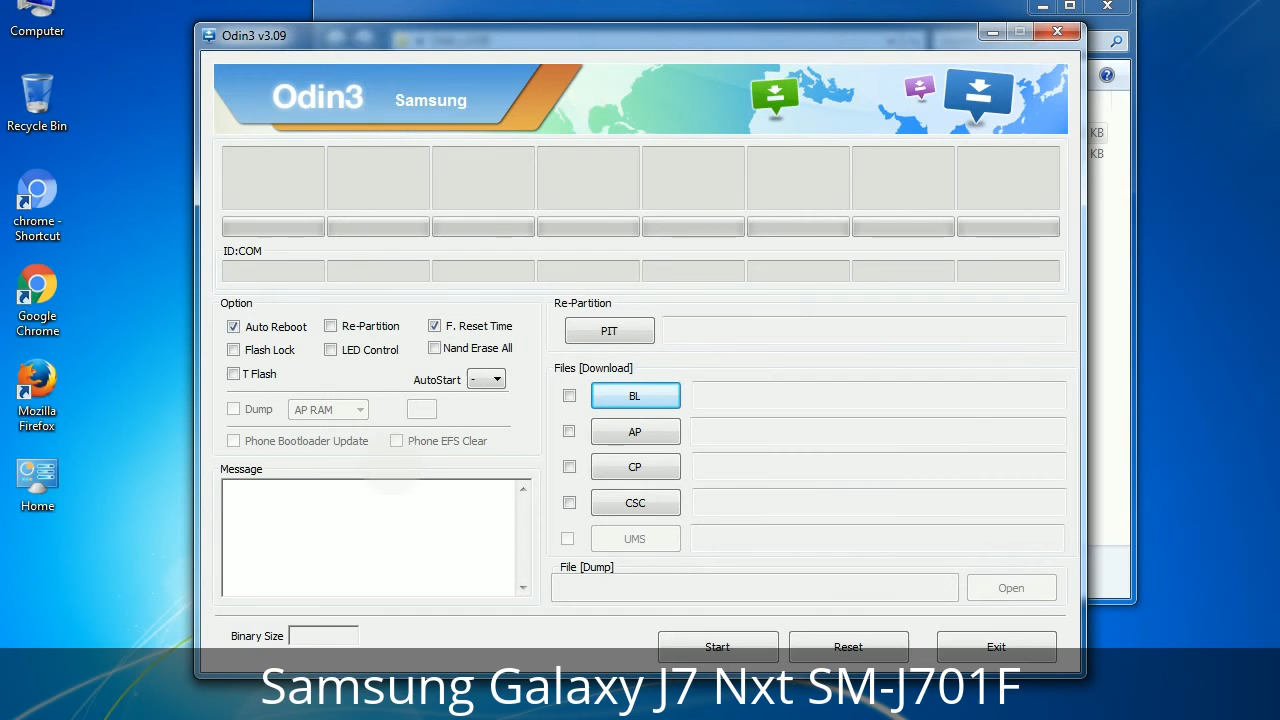 Computer
Recycle Bin
chrome -
Shortcut
Google
Chrome
Mozilla
Firefox
Home
Odin3 v3.09
Odin3 Samsung
KB
KB
ID:COM
Option
Auto Reboot Re-Partition F. Reset Time
Flash Lock LED Control Nand Erase All
T Flash AutoStart -
Dump AP RAM
Phone Bootloader Update Phone EFS Clear
Message
Re-Partition
PIT
Files [Download]
BL
AP
CP
CSC
UMS
File [Dump]
Open
Binary Size
Start Reset Exit
Samsung Galaxy J7 Nxt SM-J701F